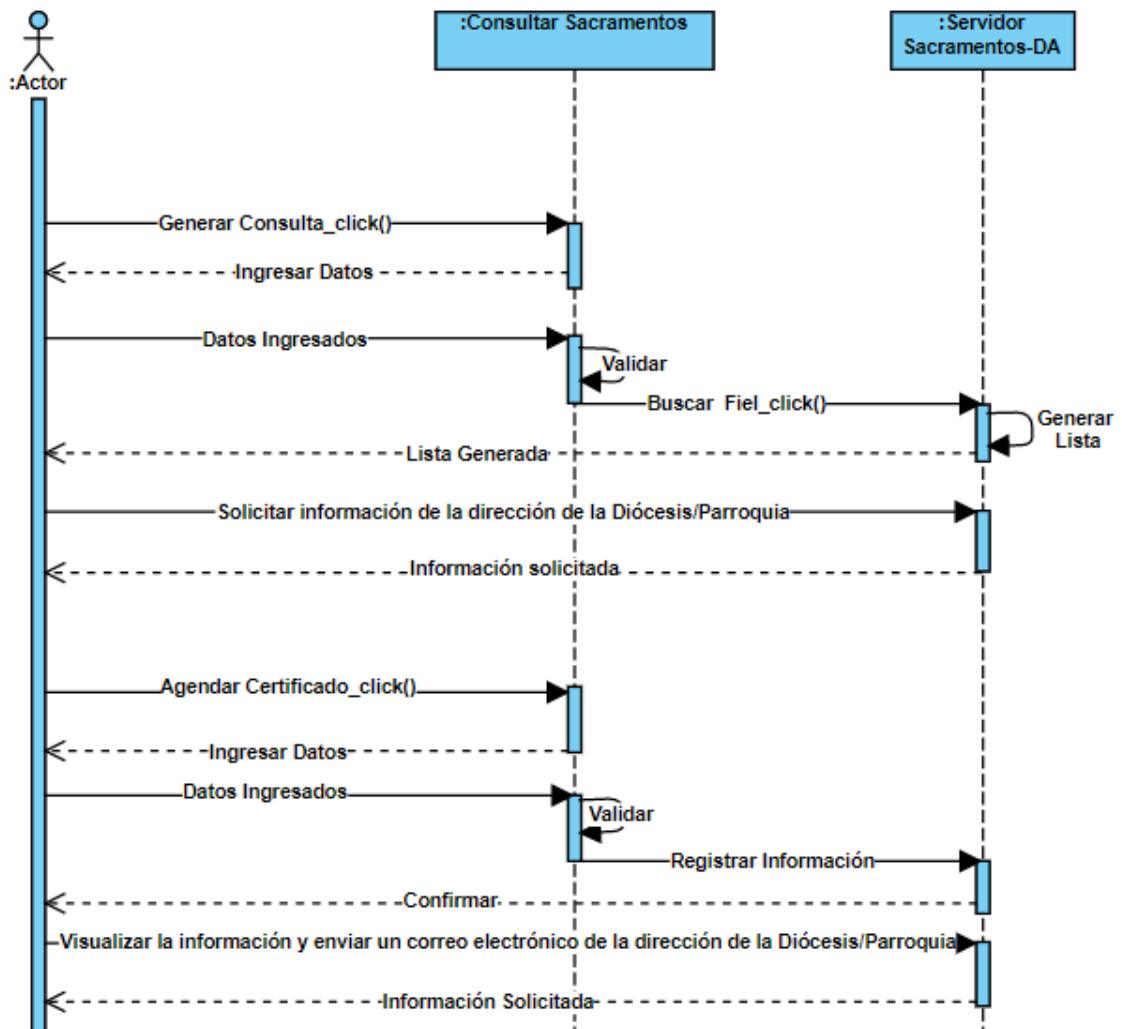 :Actor
:Consultar Sacramentos
:Servidor
Sacramentos-DA
Generar Consulta_click()
Ingresar Datos
Datos Ingresados
Validar
Buscar Fiel_click()
Generar
Lista
Lista Generada
Solicitar información de la dirección de la Diócesis/Parroquia
Información solicitada
Agendar Certificado_click()
Ingresar Datos
Datos Ingresados
Validar
Registrar Información
Confirmar
Visualizar la información y enviar un correo electrónico de la dirección de la Diócesis/Parroquia
Información Solicitada